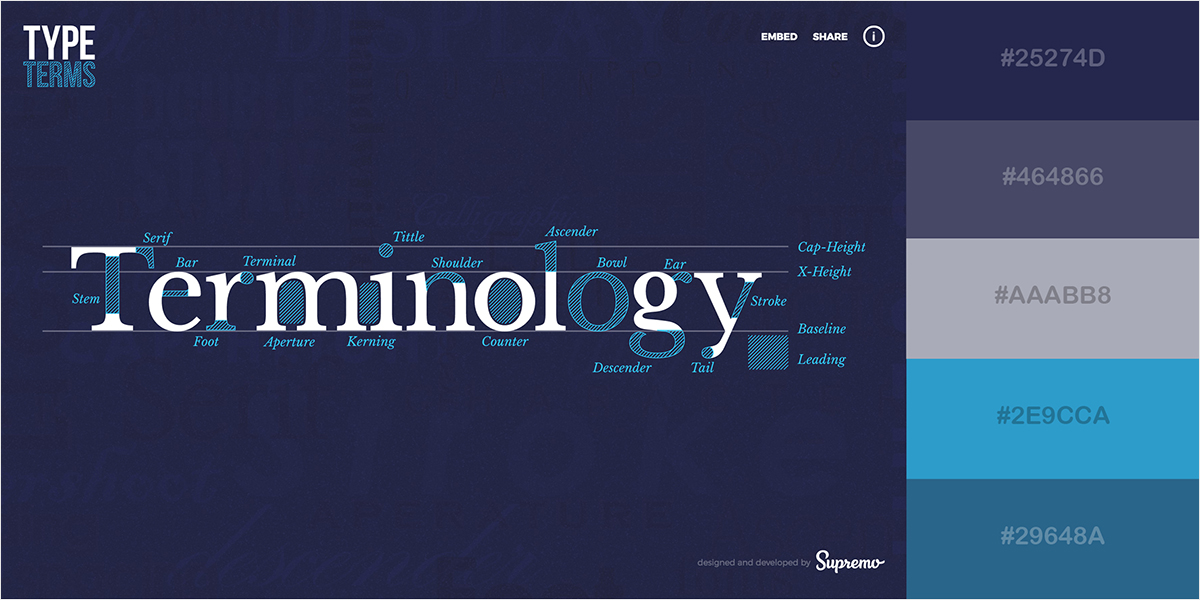 TYPE
TERMS
EMBED SHARE i
#25274D
#464866
#AAABB8
#2E9CCA
#29648A
Serif
Tittle
Ascender
Cap-Height
Bar
Terminal
Shoulder
Bowl
Ear
X-Height
Stem
Terminology
Stroke
Baseline
Foot
Aperture
Kerning
Counter
Leading
Descender
Tail
designed and developed by Supremo